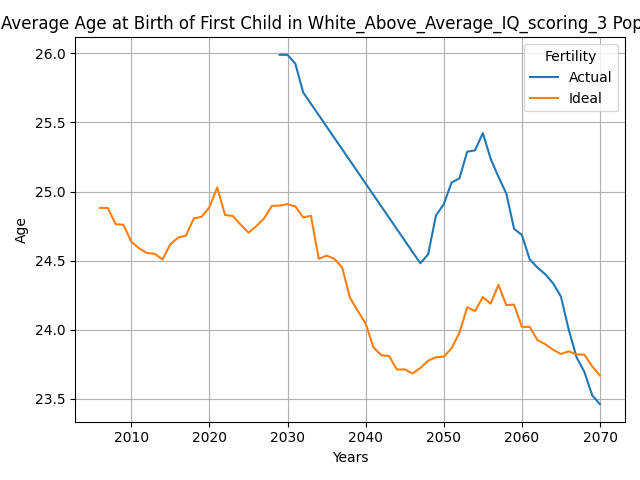 Average Age at Birth of First Child in White_Above_Average_IQ_scoring_3 Pop
Fertility
Actual
Ideal
26.0
25.5
25.0
24.5
24.0
23.5
Age
2010 2020 2030 2040 2050 2060 2070
Years